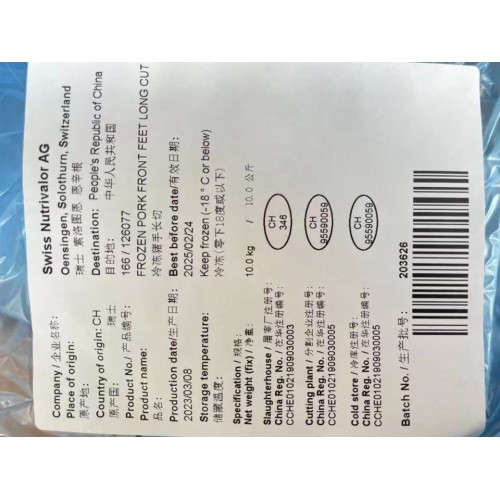 Company / 企业名称: Swiss Nutrivalor AG
Place of origin: Oensingen, Solothurn, Switzerland
原产地: 瑞士 索洛图恩 恩辛根
Country of origin: CH Destination: People's Republic of China
原产国: 瑞士 目的地: 中华人民共和国
Product No./ 产品编号: 166 / 126077
Product name: FROZEN PORK FRONT FEET LONG CUT
品名: 冷冻猪手长切
Production date/生产日期: Best before date/有效日期:
2023/03/08 2025/02/24
Storage temperature: Keep frozen (-18 ° C or below)
储藏温度: 冷冻(零下18度或以下)
Specification / 规格:
Net weight (fix) / 净重: 10.0 kg / 10.0 公斤
Slaughterhouse / 屠宰厂注册号: CH
China Reg. No. / 在华注册编号: 346
CCHE01021909030003
Cutting plant / 分割企业注册号: CH
China Reg. No. / 在华注册编号: 95590059
CCHE01021909030005
Cold store / 冷库注册号: CH
China Reg. No. / 在华注册编号: 95590059
CCHE01021909030005
Batch No. / 生产批号: 203626